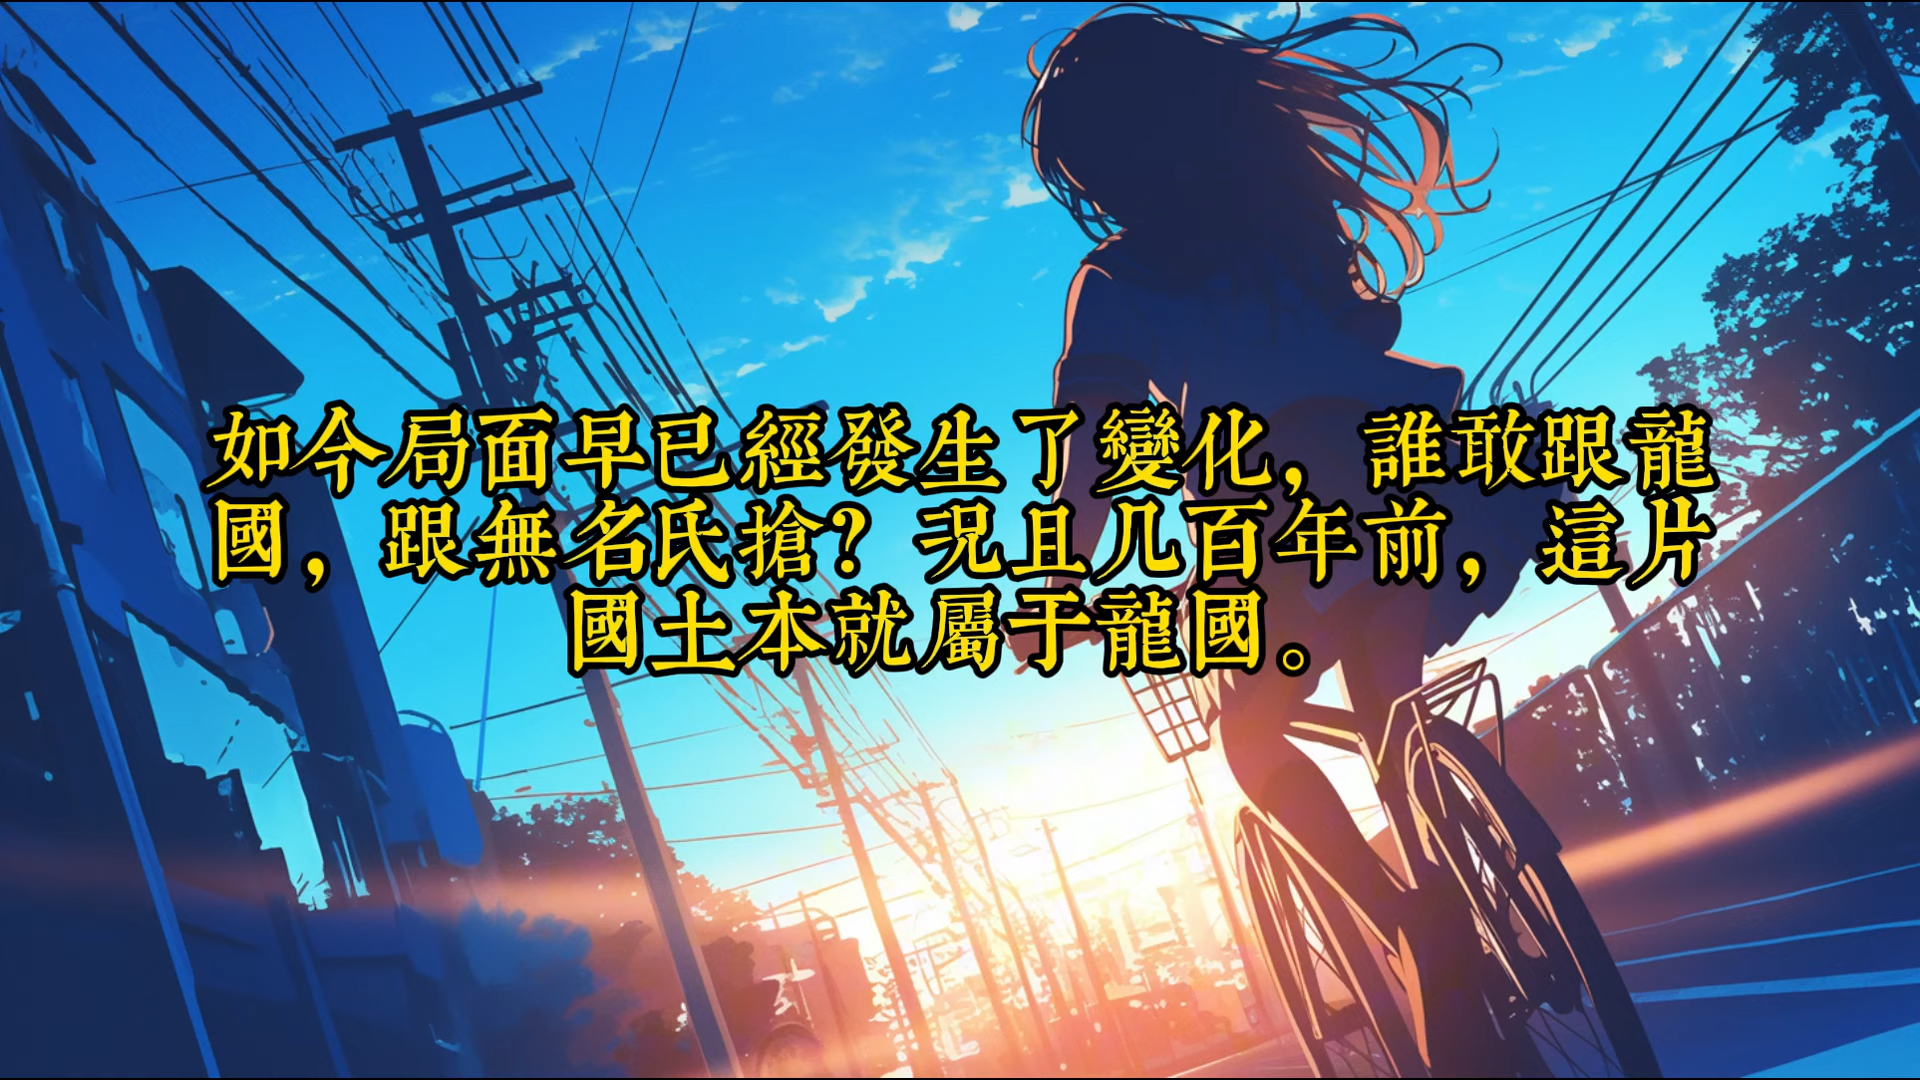 如今局面早已經發生了變化，誰敢跟龍
國，跟無名氏搶？況且几百年前，這片
國土本就屬于龍國。